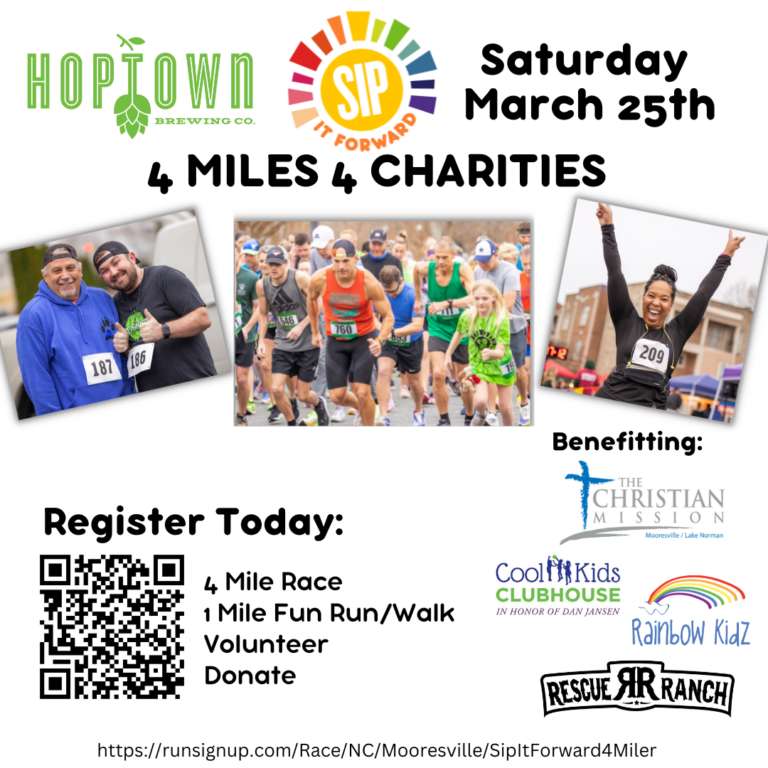 HOPTOWN
BREWING CO.
SIP
IT FORWARD
Saturday
March 25th
4 MILES 4 CHARITIES
187
186
646
760
209
Benefitting:
THE
CHRISTIAN
MISSION
Mooresville / Lake Norman
Register Today:
4 Mile Race
1 Mile Fun Run/Walk
Volunteer
Donate
Cool Kids
CLUBHOUSE
IN HONOR OF DAN JANSEN
Rainbow Kidz
RESCUE RR RANCH
https://runsignup.com/Race/NC/Mooresville/SipItForward4Miler